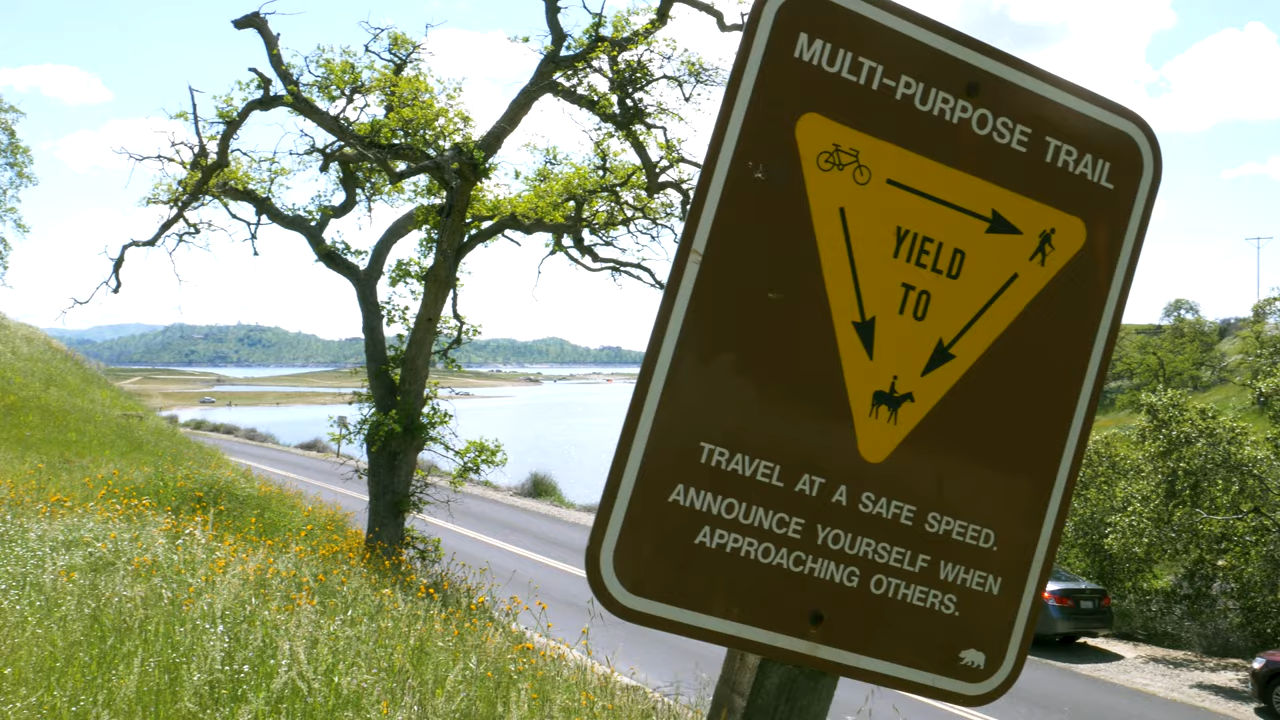 MULTI-PURPOSE TRAIL
YIELD
TO
TRAVEL AT A SAFE SPEED.
ANNOUNCE YOURSELF WHEN
APPROACHING OTHERS.